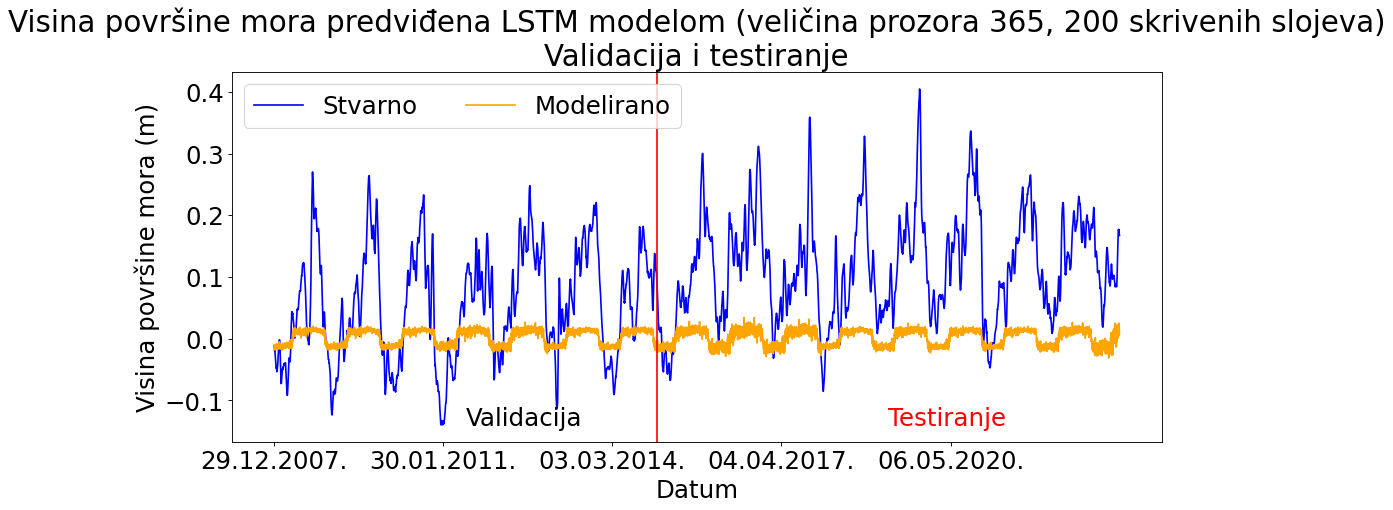 Visina površine mora predviđena LSTM modelom (veličina prozora 365, 200 skrivenih slojeva)
Validacija i testiranje
Stvarno
Modelirano
Visina površine mora (m)
0.4
0.3
0.2
0.1
0.0
−0.1
Validacija
Testiranje
29.12.2007.
30.01.2011.
03.03.2014.
04.04.2017.
06.05.2020.
Datum